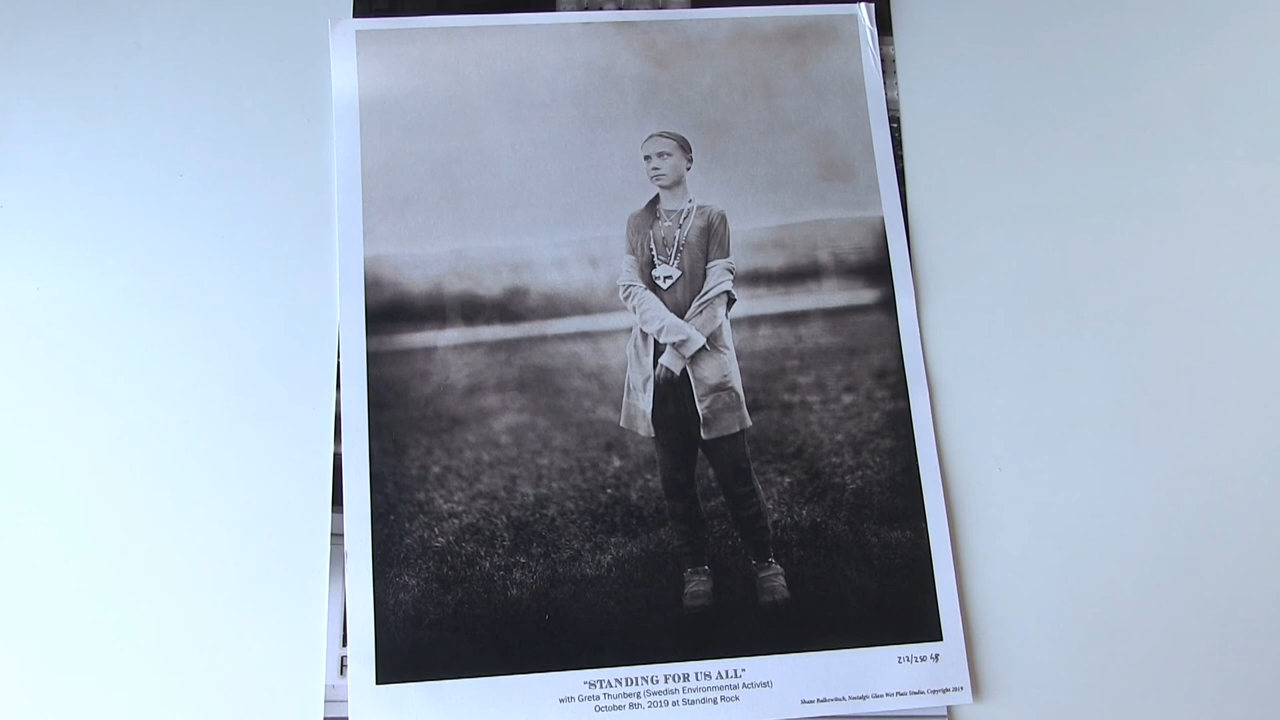 212/250
"STANDING FOR US ALL"
with Greta Thunberg (Swedish Environmental Activist)
October 8th, 2019 at Standing Rock
Shane Balkowitsch, Nostalgic Glass Wet Plate Studio, Copyright 2019